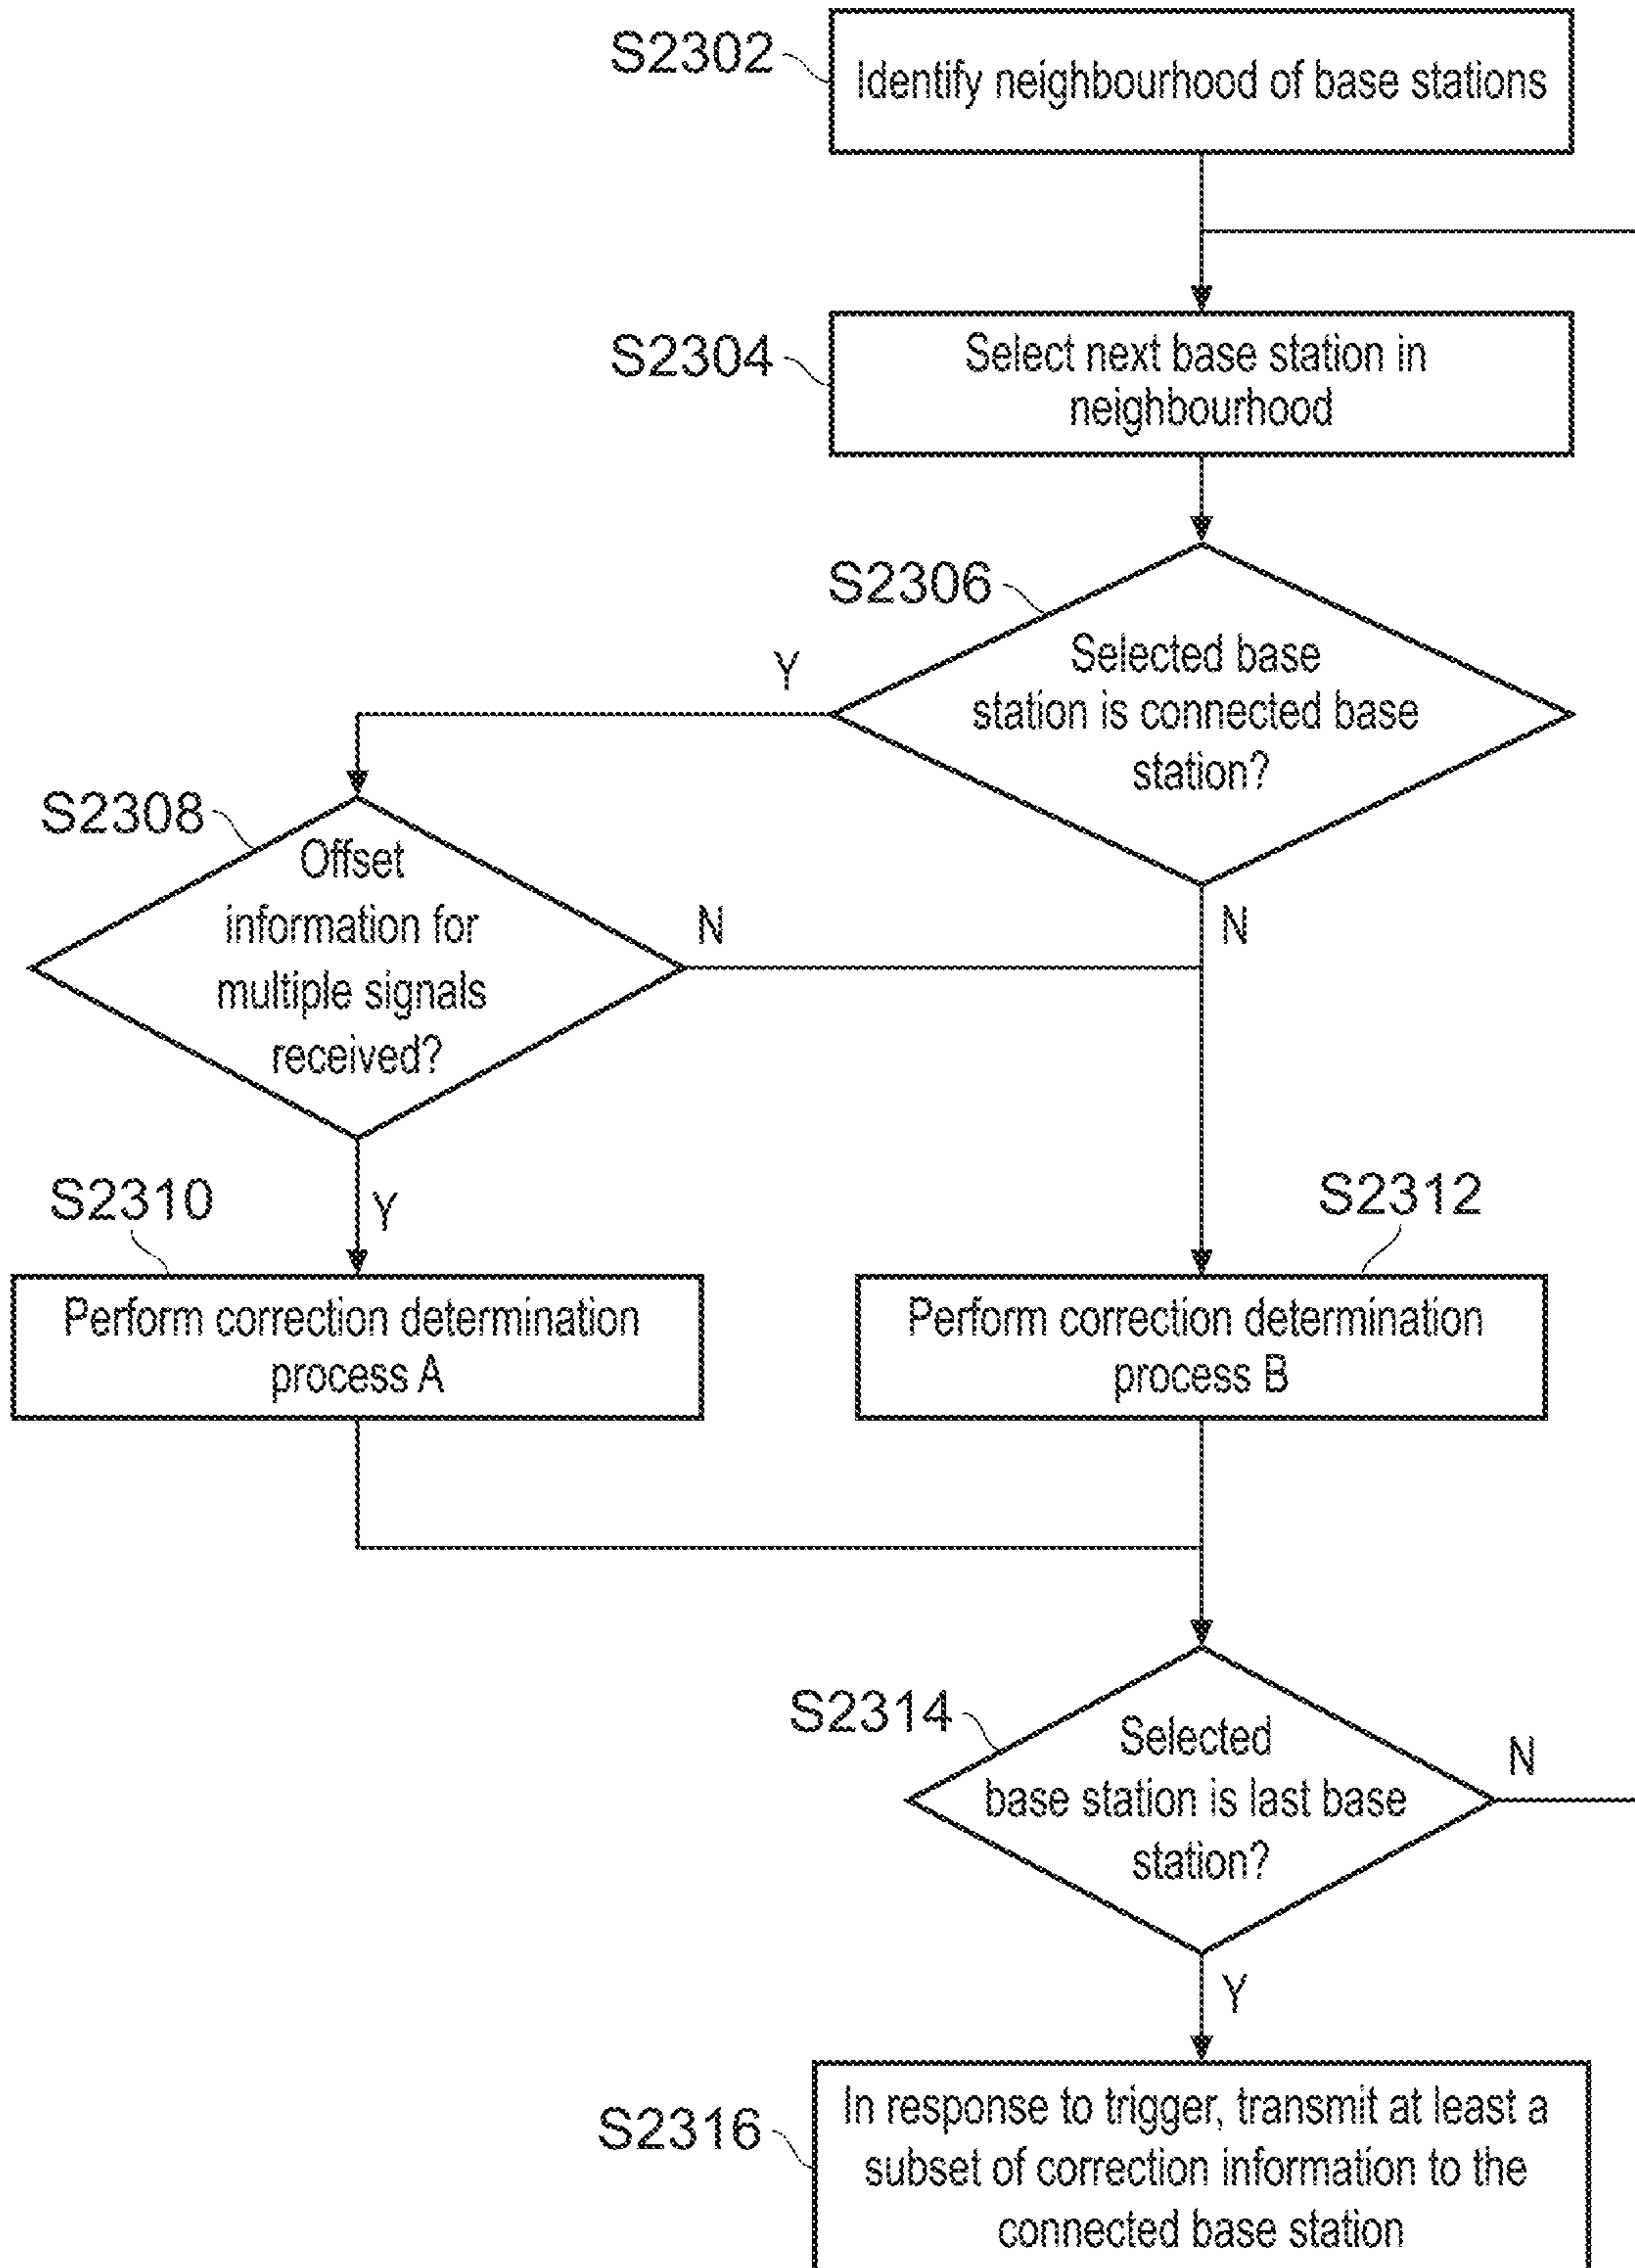 S2302
Identify neighbourhood of base stations
S2304
Select next base station in
neighbourhood
S2306
Selected base
station is connected base
station?
Y
N
S2308
Offset
information for
multiple signals
received?
N
Y
S2310
Perform correction determination
process A
S2312
Perform correction determination
process B
S2314
Selected
base station is last base
station?
N
Y
S2316
In response to trigger, transmit at least a
subset of correction information to the
connected base station